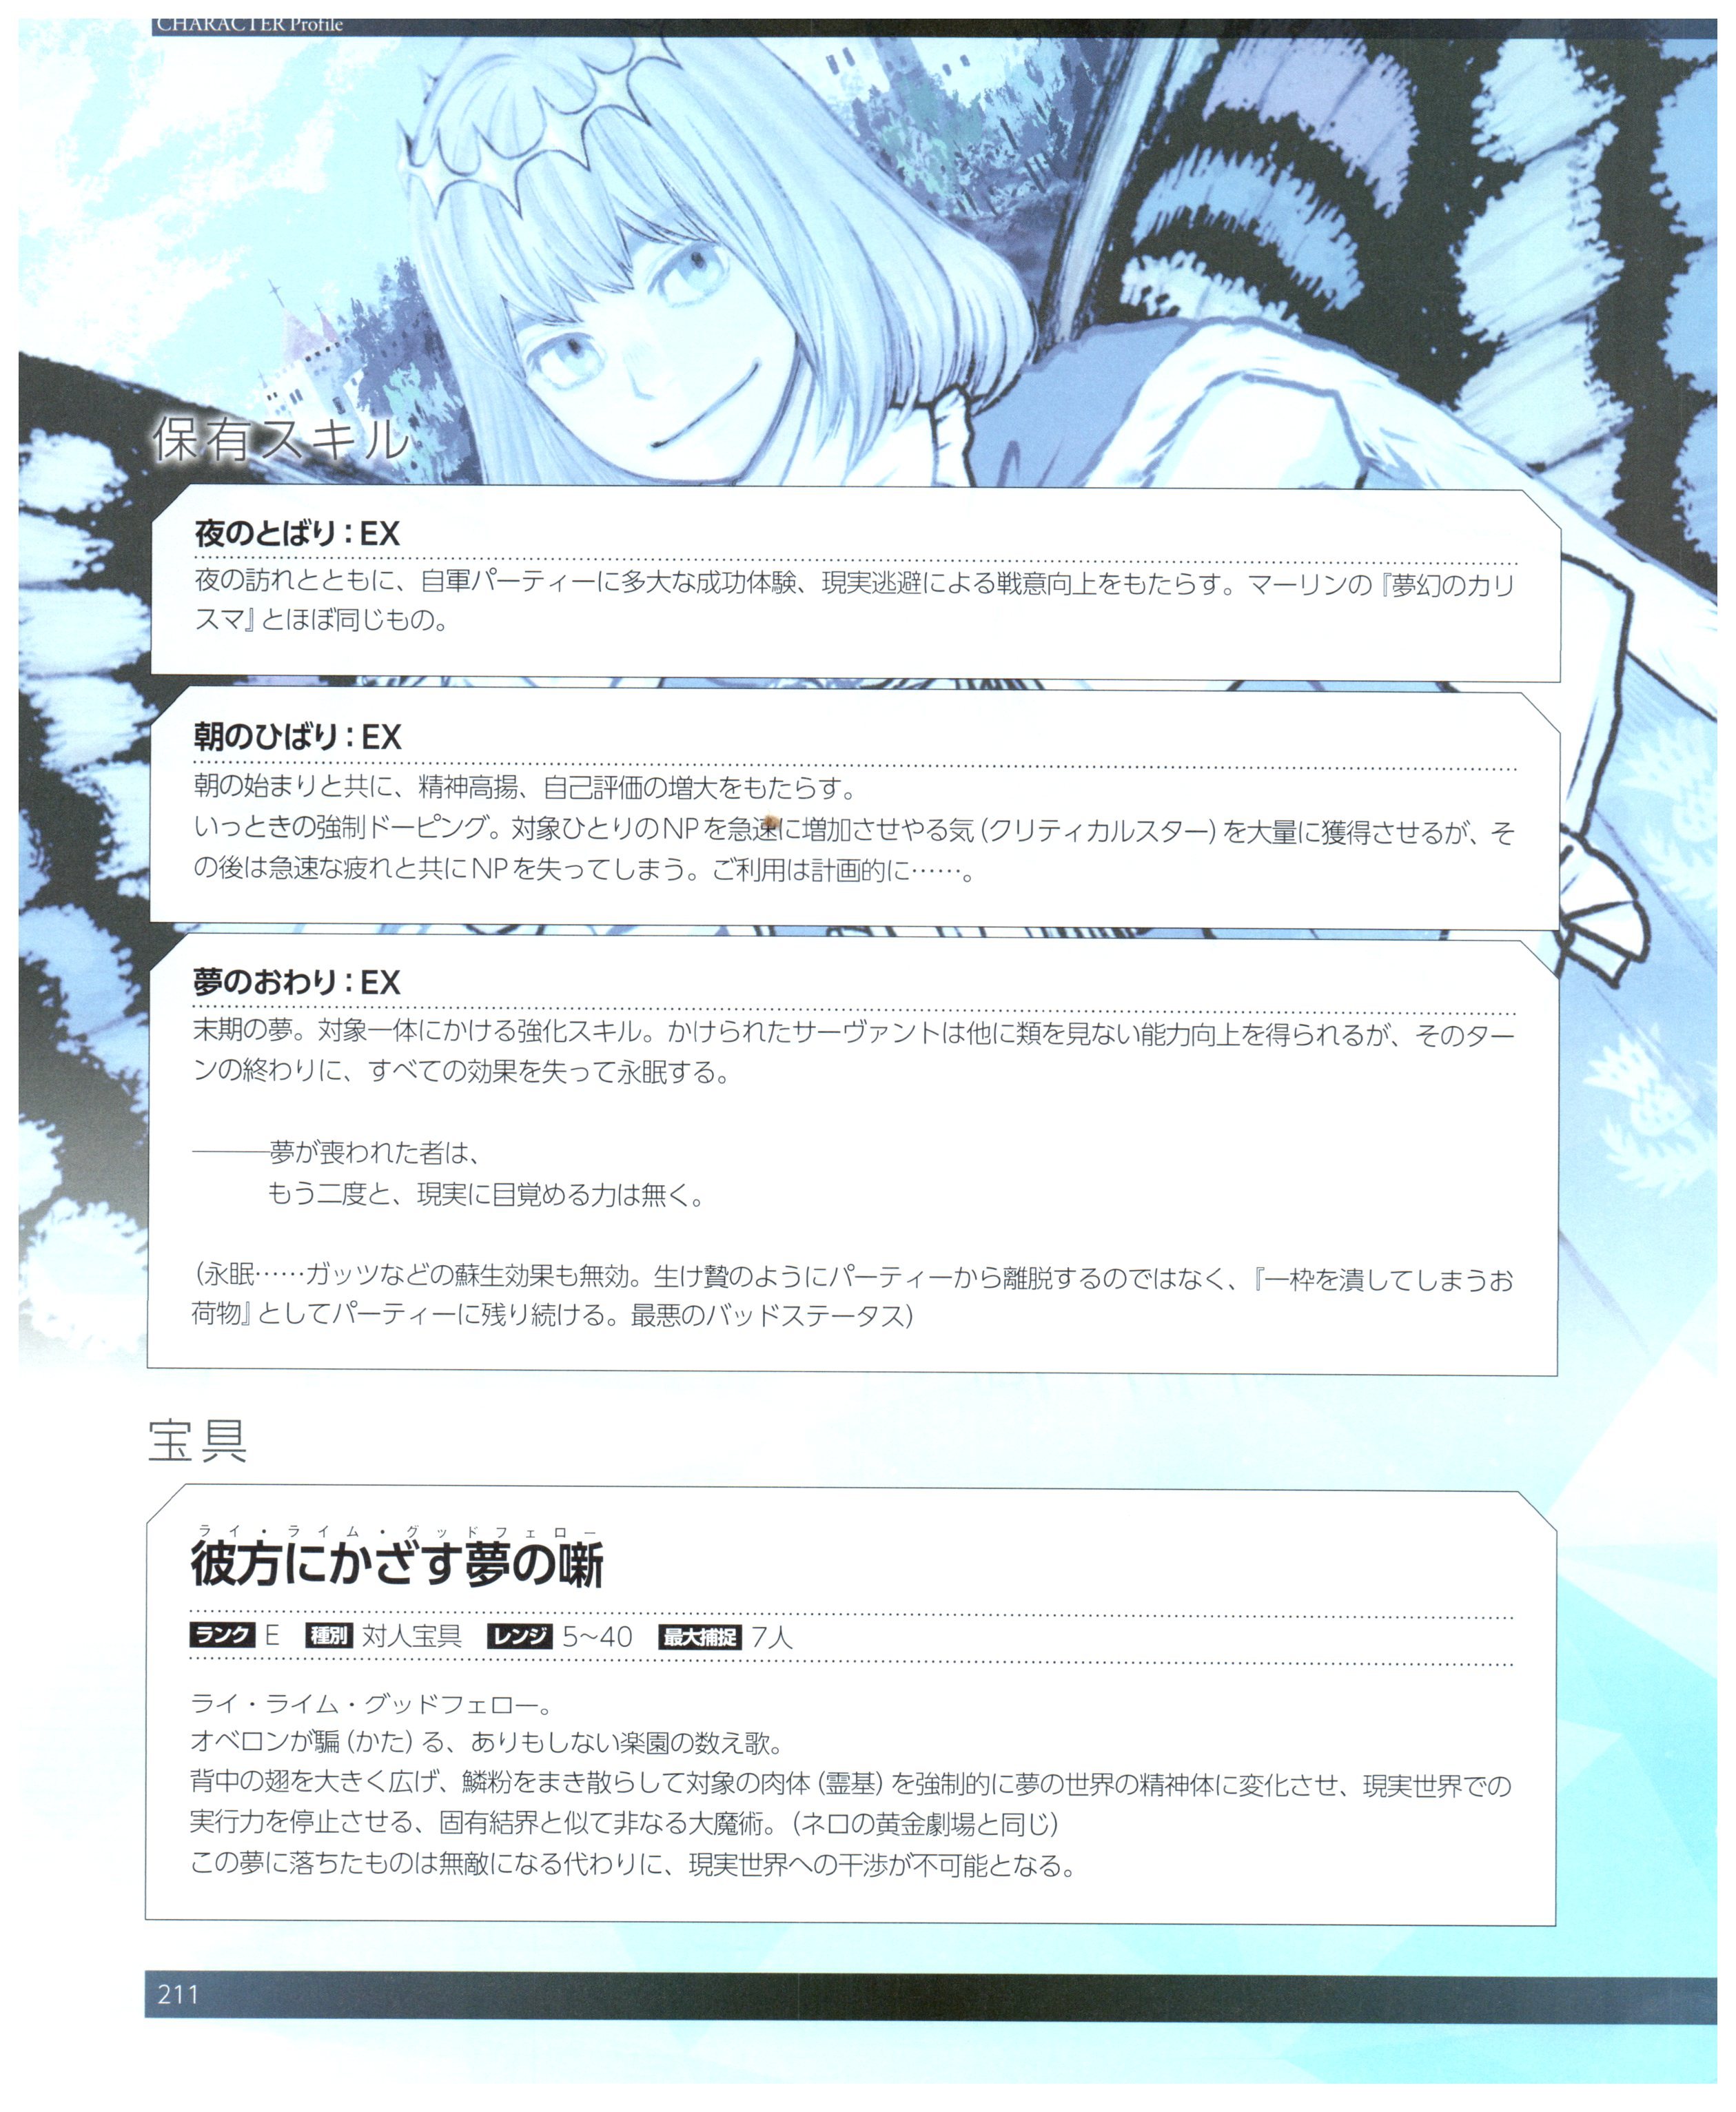 CHARACTER Profile
保有スキル
夜のとばり：EX
夜の訪れとともに、自軍パーティーに多大な成功体験、現実逃避による戦意向上をもたらす。マーリンの『夢幻のカリ
スマ』とほぼ同じもの。
朝のひばり：EX
朝の始まりと共に、精神高揚、自己評価の増大をもたらす。
いっときの強制ドーピング。対象ひとりのNPを急速に増加させやる気（クリティカルスター）を大量に獲得させるが、そ
の後は急速な疲れと共にNPを失ってしまう。ご利用は計画的に……。
夢のおわり：EX
末期の夢。対象一体にかける強化スキル。かけられたサーヴァントは他に類を見ない能力向上を得られるが、そのター
ンの終わりに、すべての効果を失って永眠する。
―――夢が喪われた者は、
もう二度と、現実に目覚める力は無く。
（永眠……ガッツなどの蘇生効果も無効。生け贄のようにパーティーから離脱するのではなく、『一枠を潰してしまうお
荷物』としてパーティーに残り続ける。最悪のバッドステータス）
宝具
ライ・ライム・グッドフェロー
彼方にかざす夢の噺
ランク E 種別 対人宝具 レンジ 5～40 最大捕捉 7人
ライ・ライム・グッドフェロー。
オベロンが騙（かた）る、ありもしない楽園の数え歌。
背中の翅を大きく広げ、鱗粉をまき散らして対象の肉体（霊基）を強制的に夢の世界の精神体に変化させ、現実世界での
実行力を停止させる、固有結界と似て非なる大魔術。（ネロの黄金劇場と同じ）
この夢に落ちたものは無敵になる代わりに、現実世界への干渉が不可能となる。
211